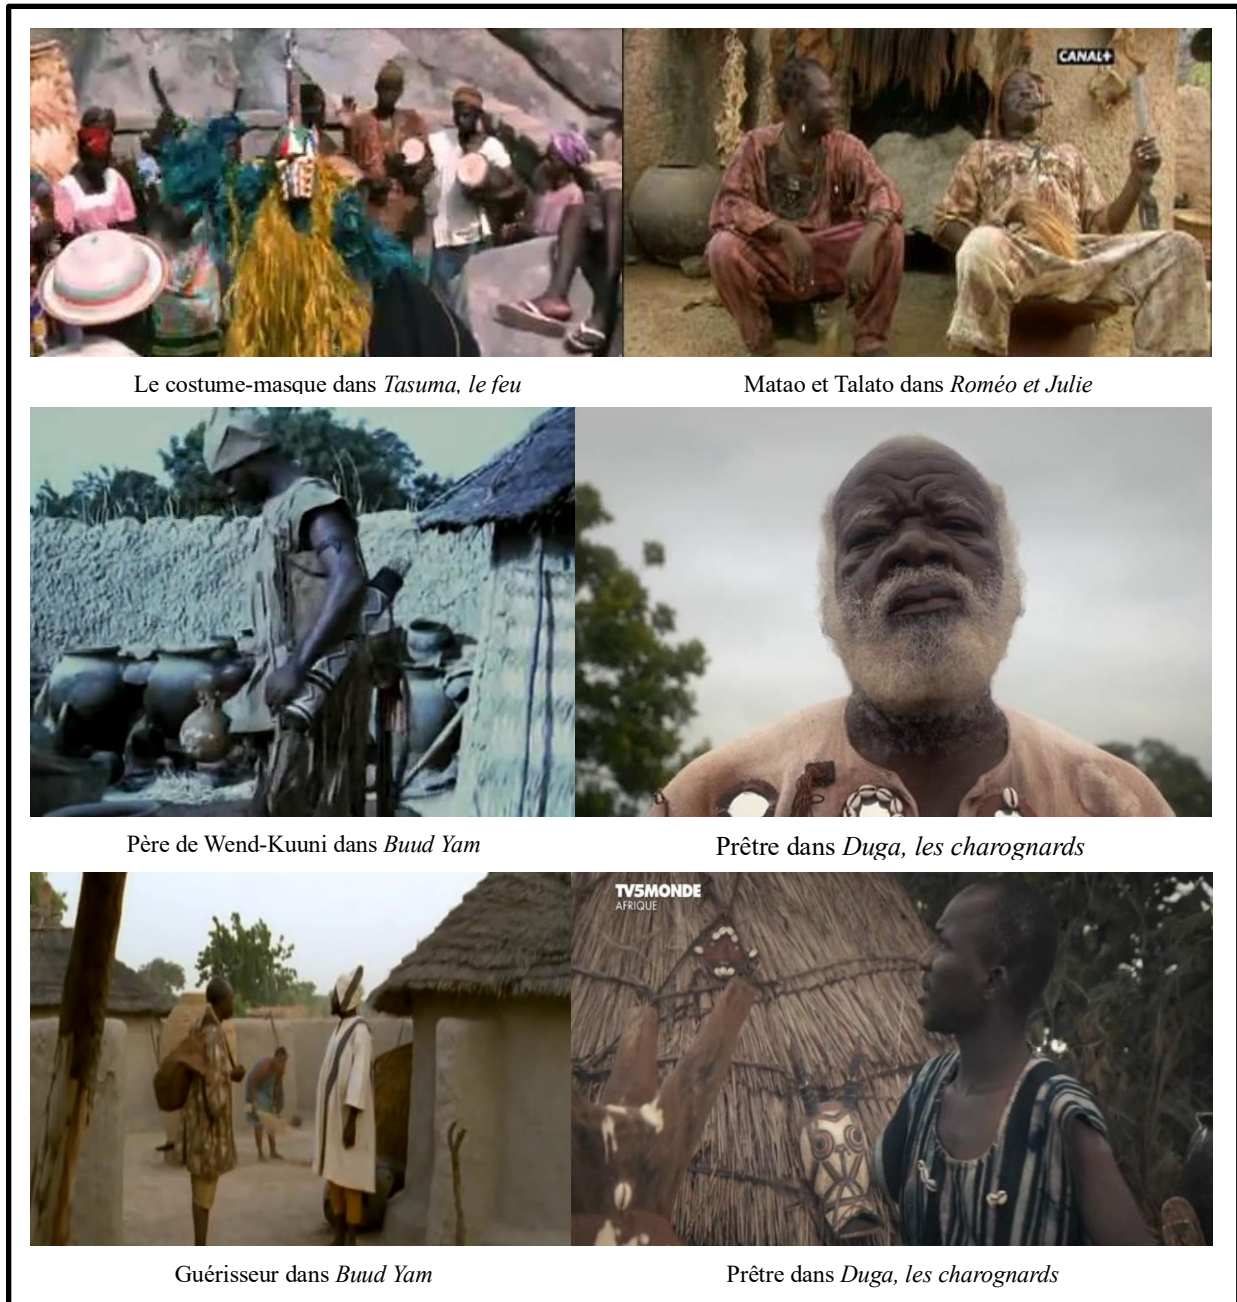 CANAL+
Le costume-masque dans Tasuma, le feu
Matao et Talato dans Roméo et Julie
Père de Wend-Kuuni dans Buud Yam
Prêtre dans Duga, les charognards
TV5MONDE
AFRIQUE
Guérisseur dans Buud Yam
Prêtre dans Duga, les charognards